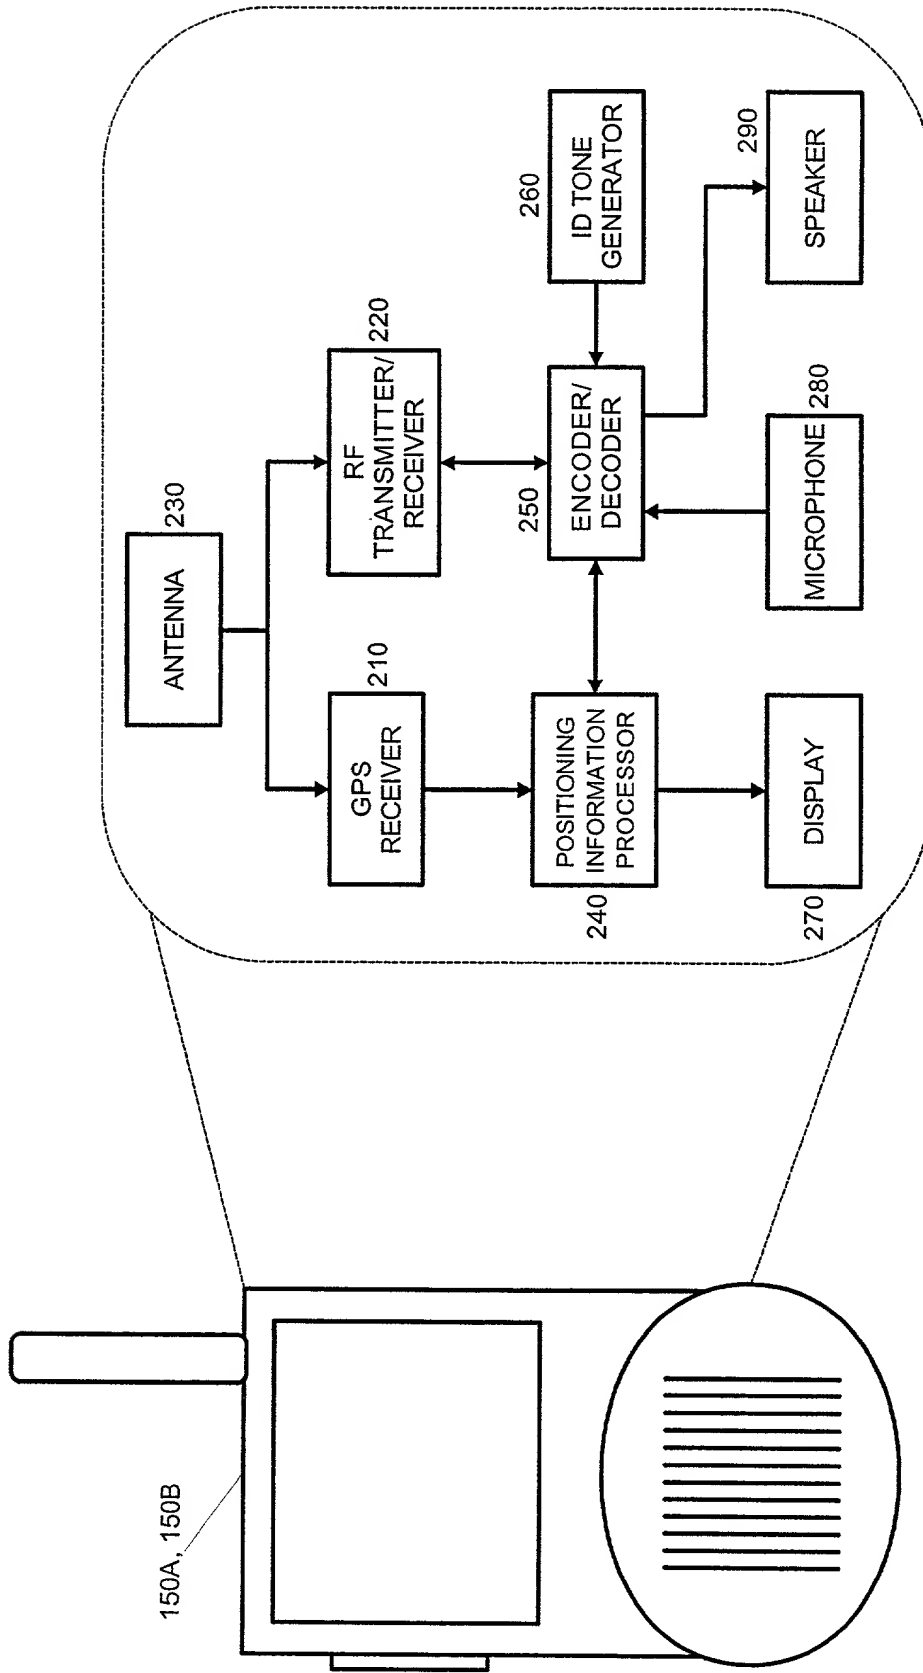 150A, 150B
ANTENNA
230
GPS
RECEIVER
210
RF
TRANSMITTER/
RECEIVER
220
POSITIONING
INFORMATION
PROCESSOR
240
250
ENCODER/
DECODER
260
ID TONE
GENERATOR
270
DISPLAY
MICROPHONE
280
SPEAKER
290